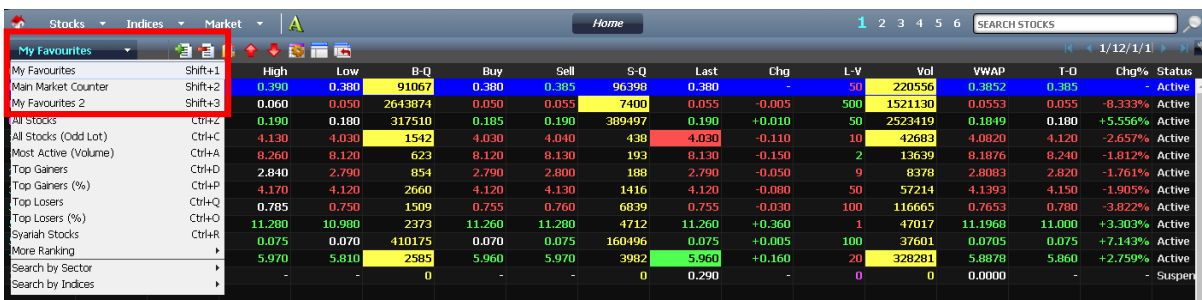 Stocks Indices Market A Home 1 2 3 4 5 6 SEARCH STOCKS
My Favourites 1/12/1/1
My Favourites Shift+1 High Low B-Q Buy Sell S-Q Last Chg L-V Vol VWAP T-O Chg% Status
Main Market Counter Shift+2 0.390 0.380 91067 0.380 0.385 96398 0.380 - 50 220556 0.3852 0.385 - Active
My Favourites 2 Shift+3 0.060 0.050 2643874 0.050 0.055 7400 0.055 -0.005 500 1521130 0.0553 0.055 -8.333% Active
All Stocks Ctrl+Z 0.190 0.180 317510 0.185 0.190 389497 0.190 +0.010 50 2523419 0.1849 0.180 +5.556% Active
All Stocks (Odd Lot) Ctrl+C 4.130 4.030 1542 4.030 4.040 438 4.030 -0.110 10 42683 4.0820 4.120 -2.657% Active
Most Active (Volume) Ctrl+A 8.260 8.120 623 8.120 8.130 193 8.130 -0.150 2 13639 8.1876 8.240 -1.812% Active
Top Gainers Ctrl+D 2.840 2.790 854 2.790 2.800 188 2.790 -0.050 9 8378 2.8083 2.820 -1.761% Active
Top Gainers (%) Ctrl+P 4.170 4.120 2660 4.120 4.130 1416 4.120 -0.080 50 57214 4.1393 4.150 -1.905% Active
Top Losers Ctrl+Q 0.785 0.750 1509 0.755 0.760 6839 0.755 -0.030 100 116665 0.7653 0.780 -3.822% Active
Top Losers (%) Ctrl+O 11.280 10.980 2373 11.260 11.280 4712 11.260 +0.360 1 47017 11.1968 11.000 +3.303% Active
Syariah Stocks Ctrl+R 0.075 0.070 410175 0.070 0.075 160496 0.075 +0.005 100 37601 0.0705 0.075 +7.143% Active
More Ranking 5.970 5.810 2585 5.960 5.970 3982 5.960 +0.160 20 328281 5.8878 5.860 +2.759% Active
Search by Sector - - 0 - - 0 0.290 - 0 0 0.0000 - - Suspen
Search by Indices